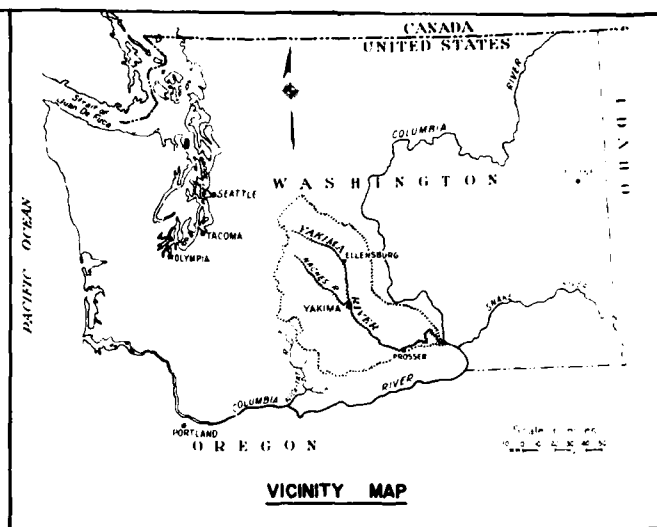 CANADA
UNITED STATES
Strait of
Juan De Fuca
COLUMBIA
RIVER
IDAHO
WASHINGTON
SEATTLE
TACOMA
OLYMPIA
PACIFIC OCEAN
YAKIMA
ELLENSBURG
NACHES R.
RIVER
YAKIMA
SNAKE
PROSSER
COLUMBIA
RIVER
PORTLAND
OREGON
VICINITY MAP